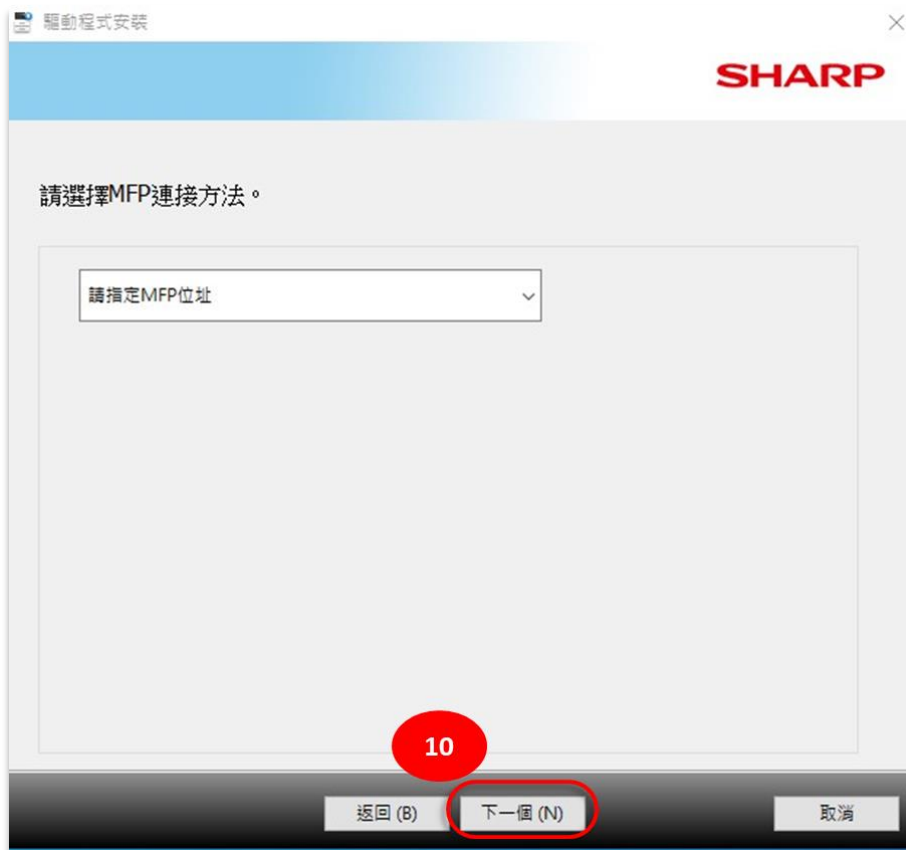 驅動程式安裝
SHARP
請選擇MFP連接方法。
請指定MFP位址
10
返回 (B)
下一個 (N)
取消